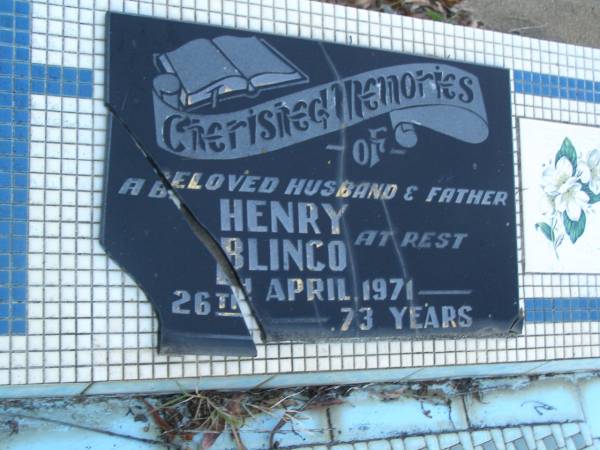 Cherished Memories
- OF -
A BELOVED HUSBAND & FATHER
HENRY
BLINCO AT REST
26TH APRIL 1971
73 YEARS